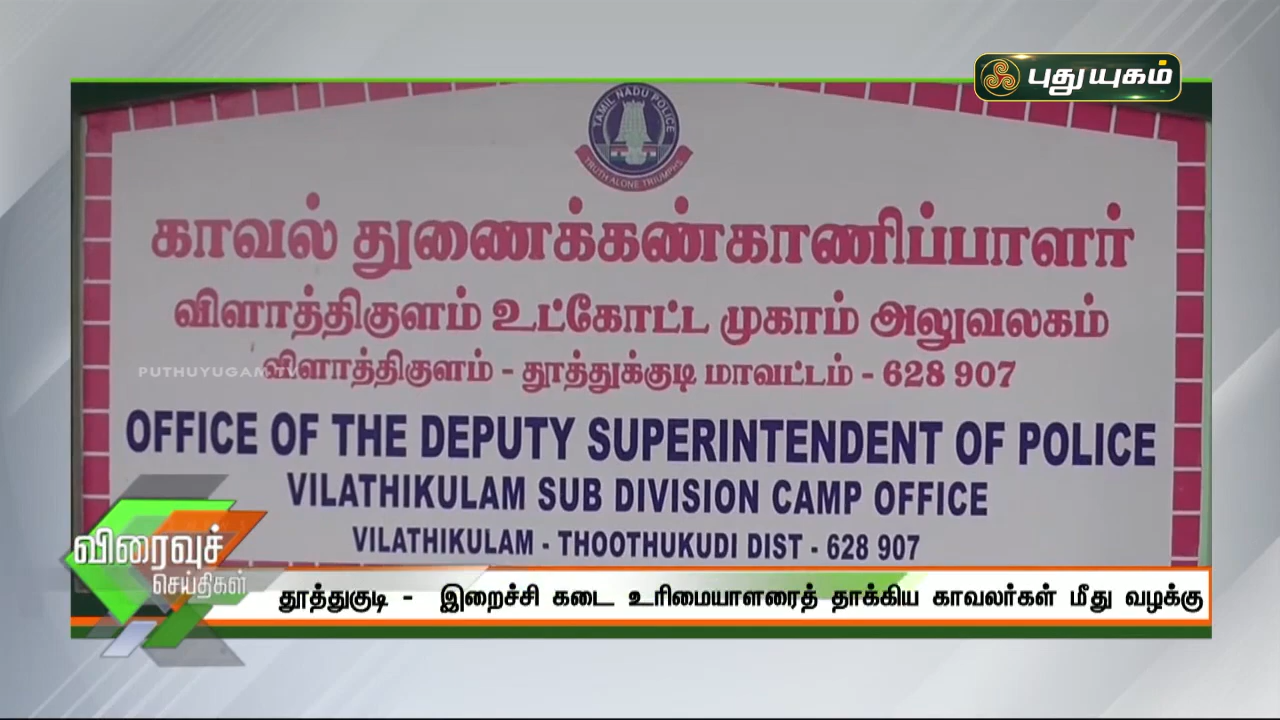 புதுயுகம்
TAMIL NADU POLICE
TRUTH ALONE TRIUMPHS
காவல் துணைக்கண்காணிப்பாளர்
விளாத்திகுளம் உட்கோட்ட முகாம் அலுவலகம்
விளாத்திகுளம் - தூத்துக்குடி மாவட்டம் - 628 907
PUTHUYUGAM TV
OFFICE OF THE DEPUTY SUPERINTENDENT OF POLICE
VILATHIKULAM SUB DIVISION CAMP OFFICE
VILATHIKULAM - THOOTHUKUDI DIST - 628 907
விரைவுச்
செய்திகள்
தூத்துகுடி - இறைச்சி கடை உரிமையாளரைத் தாக்கிய காவலர்கள் மீது வழக்கு